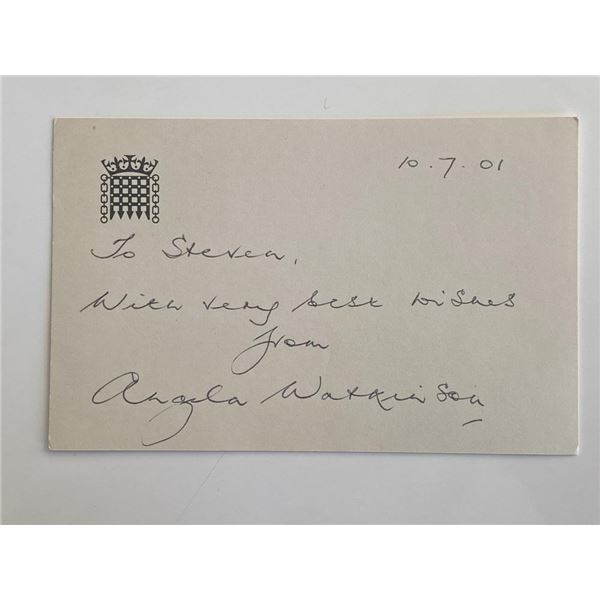 10.7.01
To Steven,
With very best wishes
from
Angela Watkinson